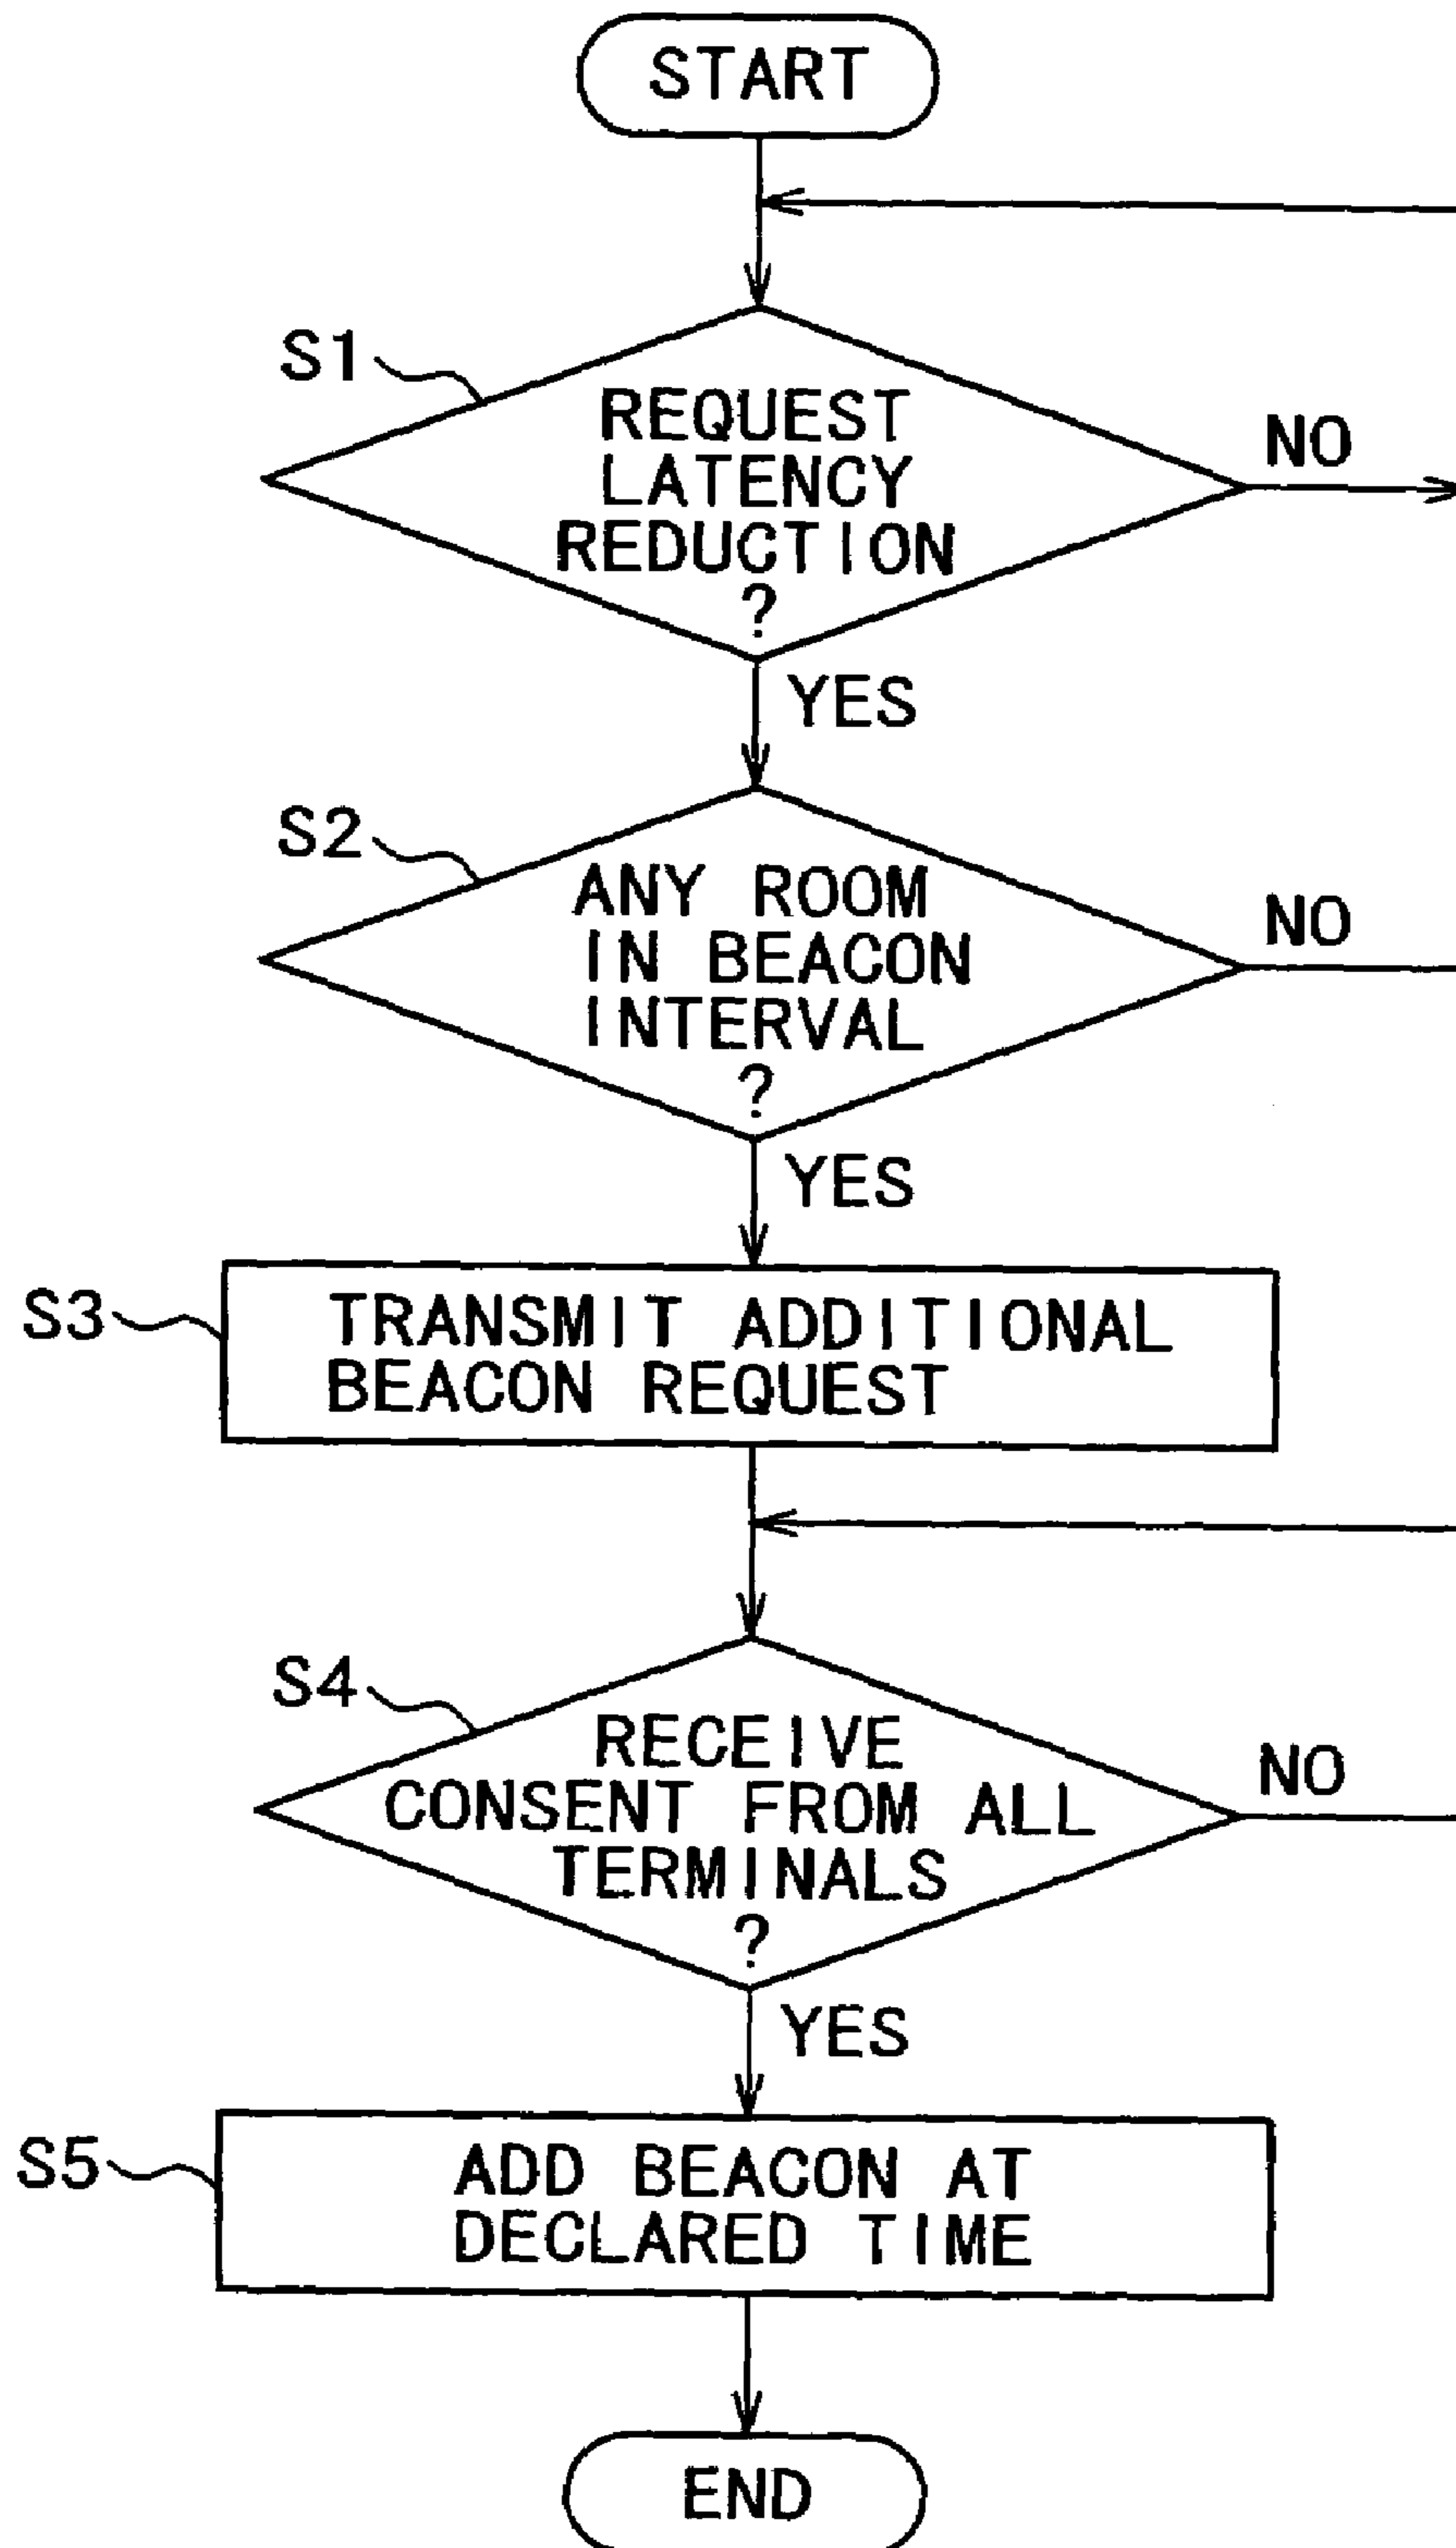 START
S1
REQUEST
LATENCY
REDUCTION
?
NO
YES
S2
ANY ROOM
IN BEACON
INTERVAL
?
NO
YES
S3
TRANSMIT ADDITIONAL
BEACON REQUEST
S4
RECEIVE
CONSENT FROM ALL
TERMINALS
?
NO
YES
S5
ADD BEACON AT
DECLARED TIME
END